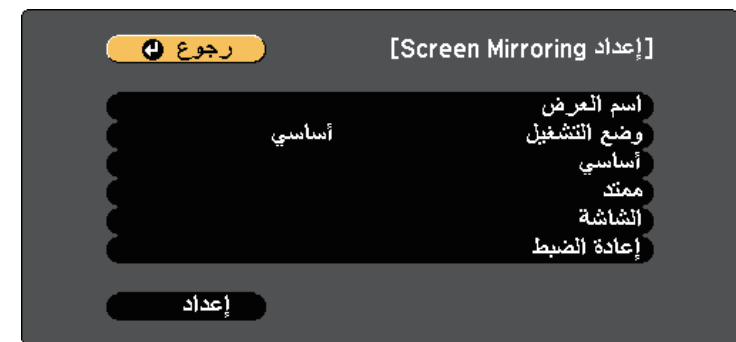 [إعداد Screen Mirroring]
رجوع
اسم العرض
وضع التشغيل أساسي
أساسي
ممتد
الشاشة
إعادة الضبط
إعداد